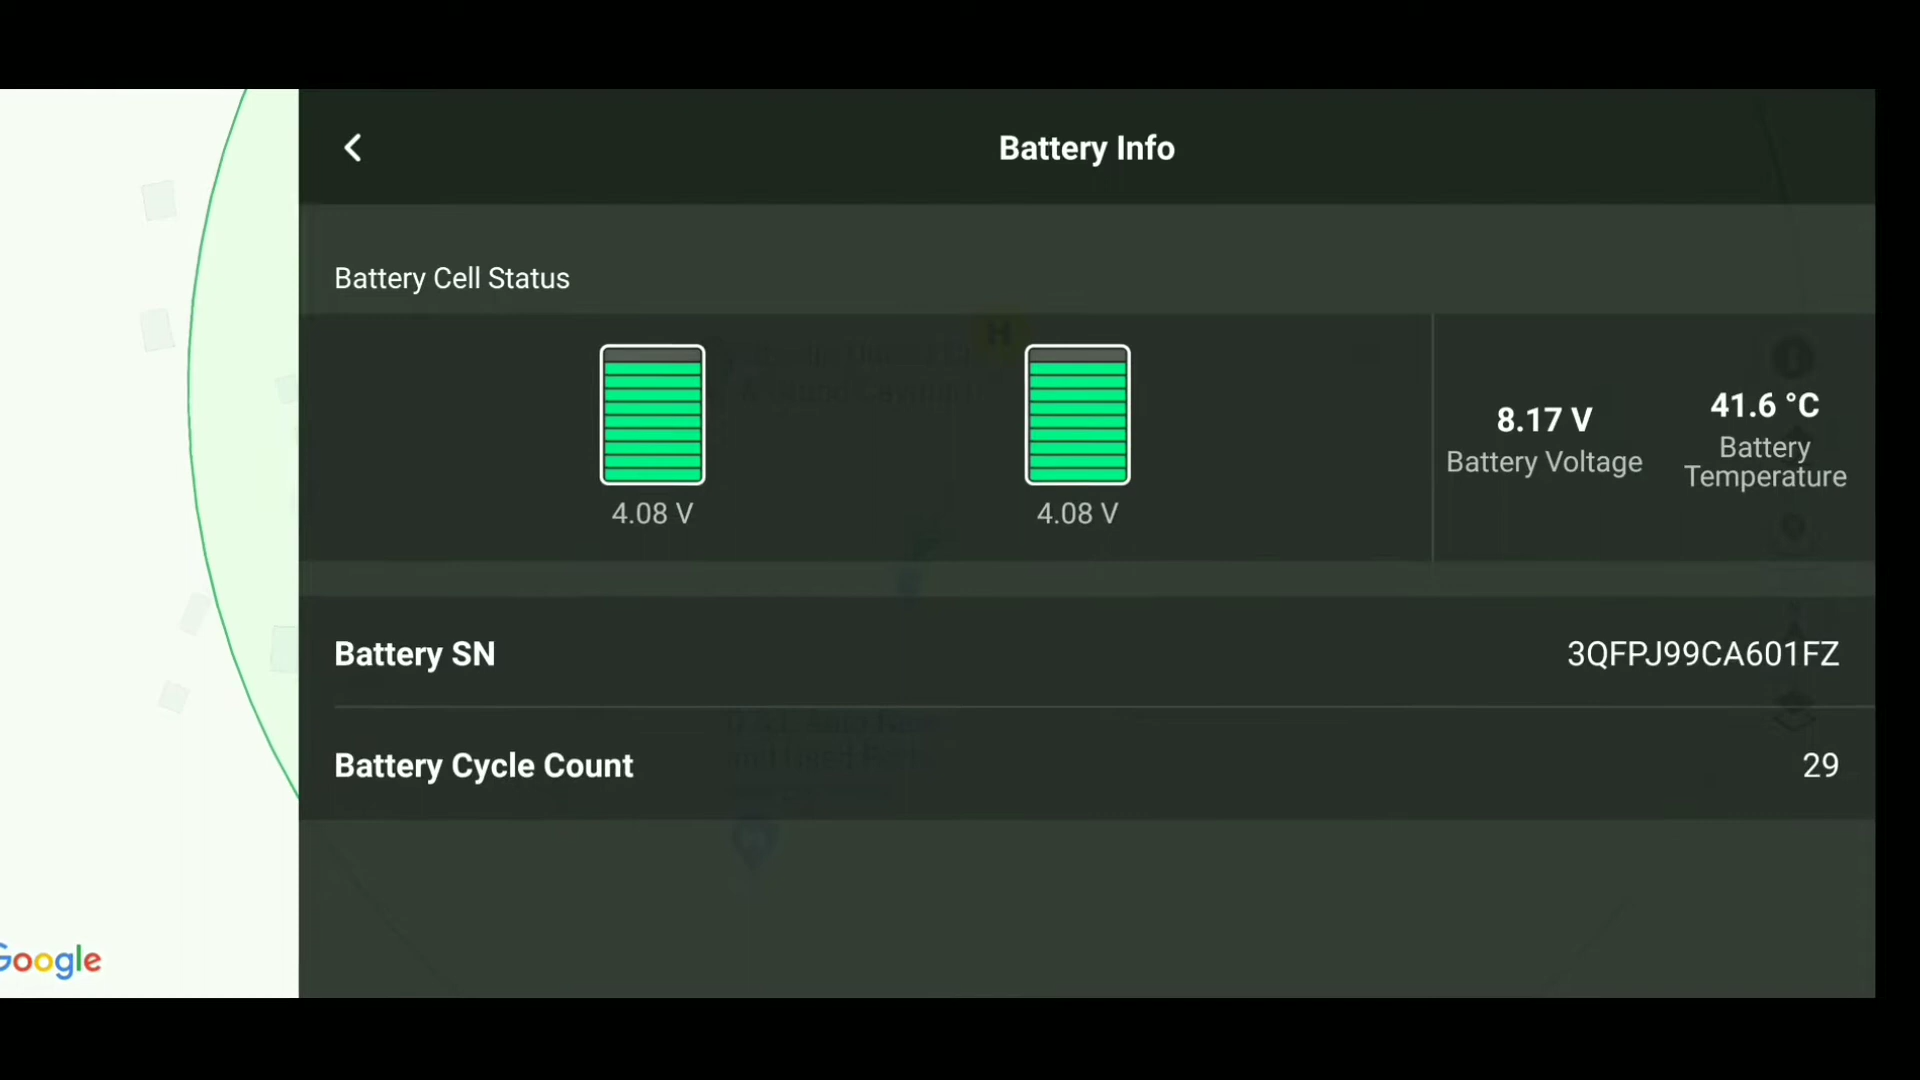 Battery Info
Battery Cell Status
4.08 V
4.08 V
8.17 V
Battery Voltage
41.6 °C
Battery
Temperature
Battery SN
3QFPJ99CA601FZ
Battery Cycle Count
29
Google